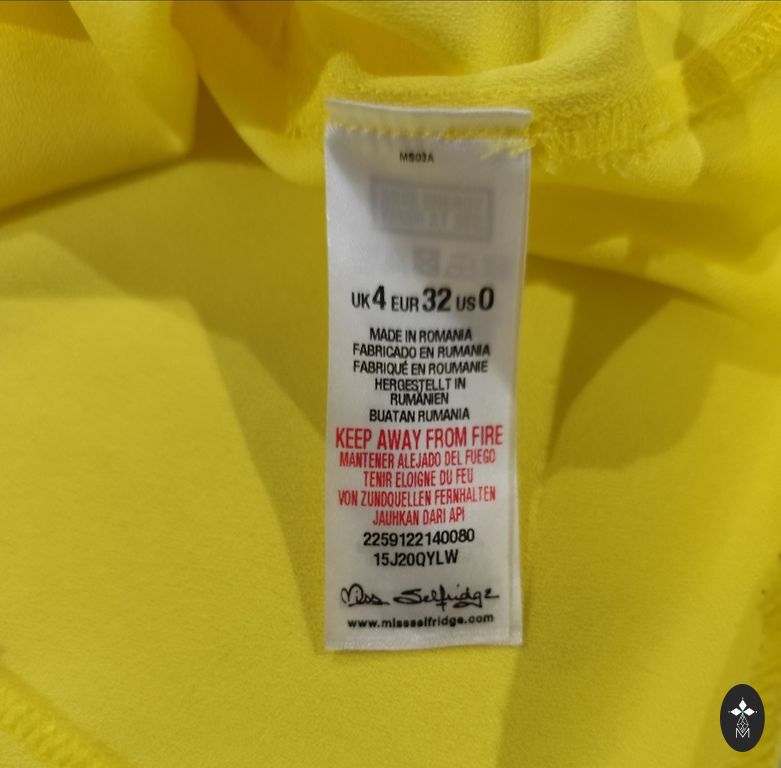 MS03A
UK 4 EUR 32 US 0
MADE IN ROMANIA
FABRICADO EN RUMANIA
FABRIQUÉ EN ROUMANIE
HERGESTELLT IN
RUMÄNIEN
BUATAN RUMANIA
KEEP AWAY FROM FIRE
MANTENER ALEJADO DEL FUEGO
TENIR ELOIGNE DU FEU
VON ZUNDQUELLEN FERNHALTEN
JAUHKAN DARI API
2259122140080
15J20QYLW
Miss Selfridge
www.missselfridge.com
M